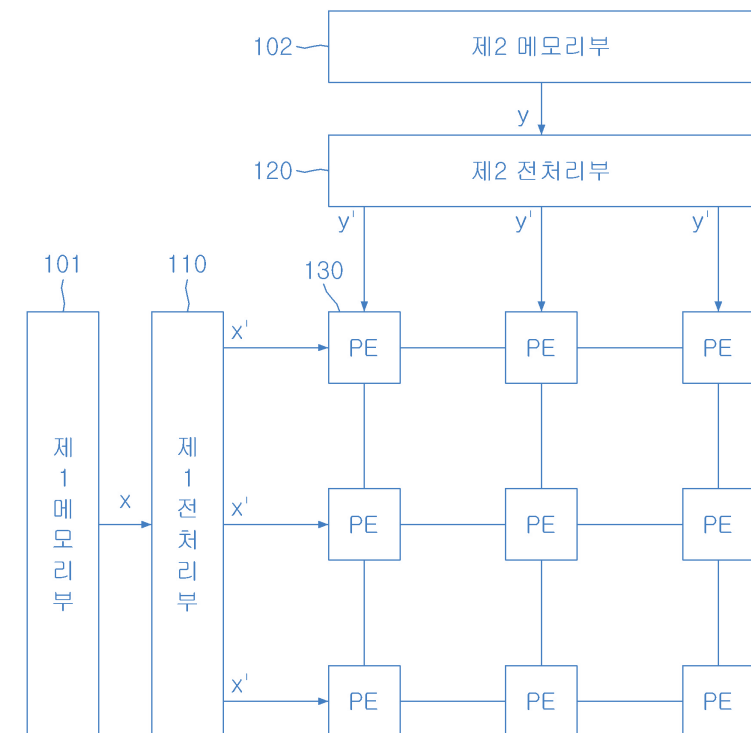 102
제2 메모리부
y
120
제2 전처리부
y' y' y'
101 110 130
x'
PE PE PE
제1메모리부
x
제1전처리부
x'
PE PE PE
x'
PE PE PE